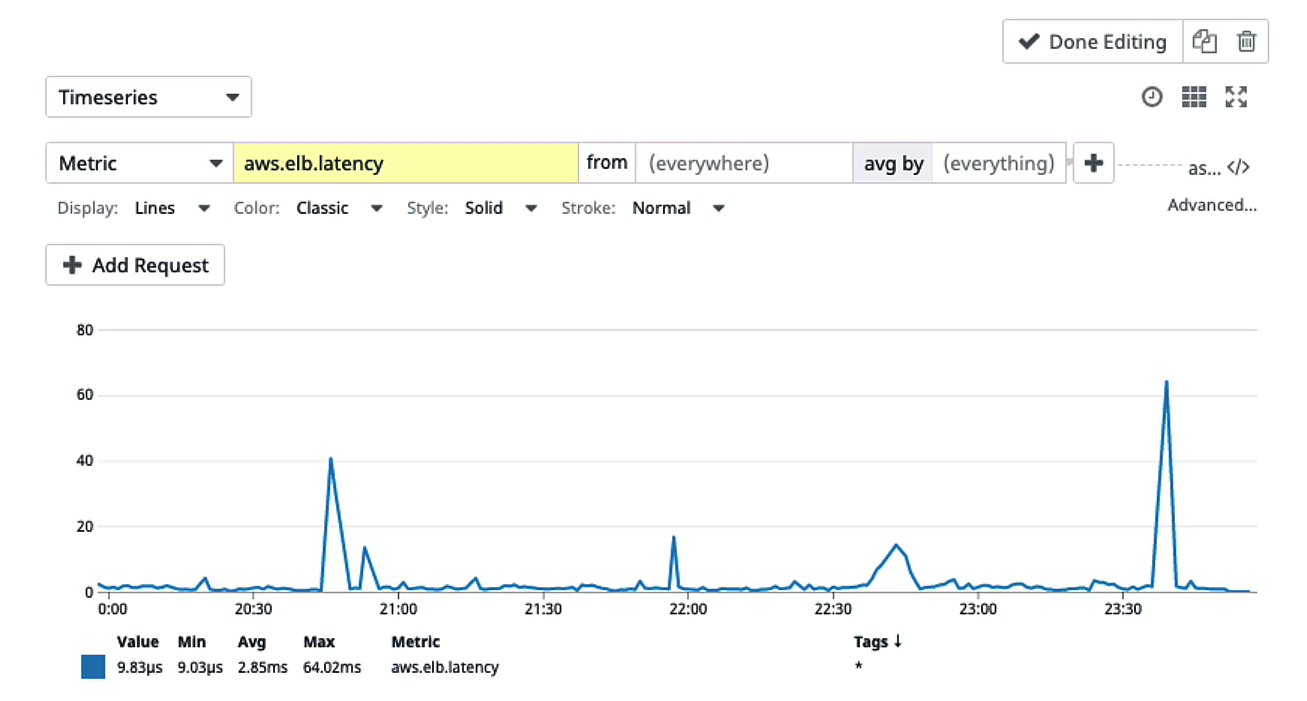 Done Editing
Timeseries
Metric aws.elb.latency from (everywhere) avg by (everything) as... </>
Display: Lines Color: Classic Style: Solid Stroke: Normal Advanced...
Add Request
80
60
40
20
0
0:00 20:30 21:00 21:30 22:00 22:30 23:00 23:30
Value Min Avg Max Metric Tags ↓
9.83µs 9.03µs 2.85ms 64.02ms aws.elb.latency *